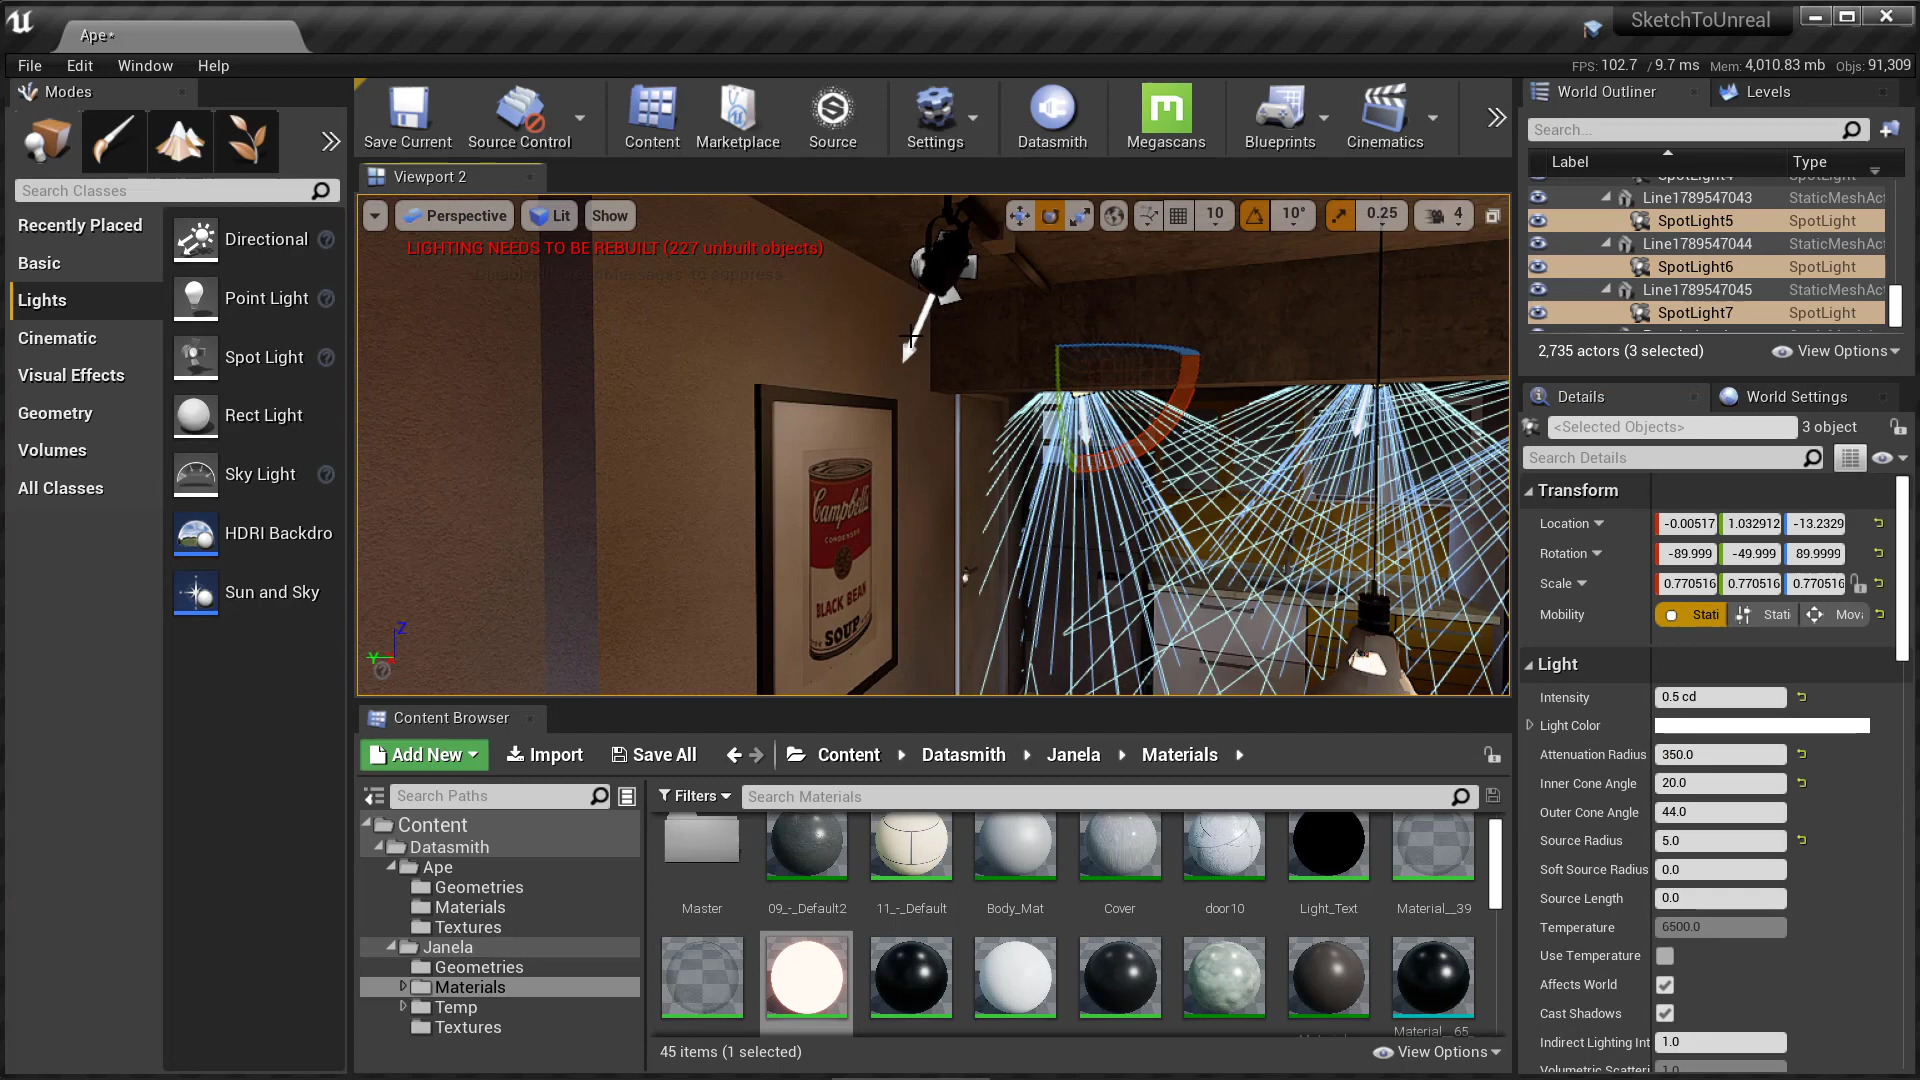 Ape*
SketchToUnreal
File Edit Window Help
FPS: 102.7 / 9.7 ms Mem: 4,010.83 mb Objs: 91,309
Modes
Search Classes
Recently Placed
Basic
Lights
Cinematic
Visual Effects
Geometry
Volumes
All Classes
Directional
Point Light
Spot Light
Rect Light
Sky Light
HDRI Backdro
Sun and Sky
Save Current
Source Control
Content
Marketplace
Source
Settings
Datasmith
Megascans
Blueprints
Cinematics
Viewport 2
Perspective
Lit
Show
10
10°
0.25
4
LIGHTING NEEDS TO BE REBUILT (227 unbuilt objects)
to suppress
Campbell's
CONDENSED
BLACK BEAN
SOUP
Z
Y
Content Browser
Add New
Import
Save All
Content
Datasmith
Janela
Materials
Search Paths
Filters
Search Materials
Content
Datasmith
Ape
Geometries
Materials
Textures
Janela
Geometries
Materials
Temp
Textures
Master
09_-_Default2
11_-_Default
Body_Mat
Cover
door10
Light_Text
Material__39
Material__65
45 items (1 selected)
View Options
World Outliner
Levels
Search...
Label
Type
Line1789547043 StaticMeshAct
SpotLight5 SpotLight
Line1789547044 StaticMeshAct
SpotLight6 SpotLight
Line1789547045 StaticMeshAct
SpotLight7 SpotLight
2,735 actors (3 selected)
View Options
Details
World Settings
<Selected Objects>
3 object
Search Details
Transform
Location -0.00517 1.032912 -13.2329
Rotation -89.999 -49.999 89.9999
Scale 0.770516 0.770516 0.770516
Mobility Stati Stati Mov
Light
Intensity 0.5 cd
Light Color
Attenuation Radius 350.0
Inner Cone Angle 20.0
Outer Cone Angle 44.0
Source Radius 5.0
Soft Source Radius 0.0
Source Length 0.0
Temperature 6500.0
Use Temperature
Affects World
Cast Shadows
Indirect Lighting Int 1.0
Volumetric Scatteri 1.0